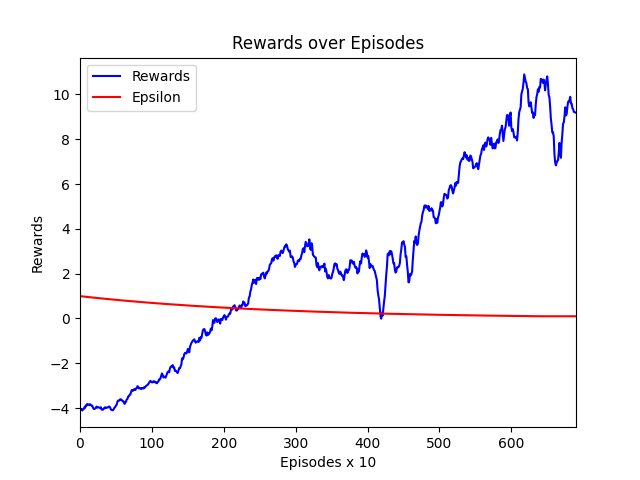 Rewards over Episodes
Rewards
Epsilon
10
8
6
4
2
0
−2
−4
Rewards
0 100 200 300 400 500 600
Episodes x 10